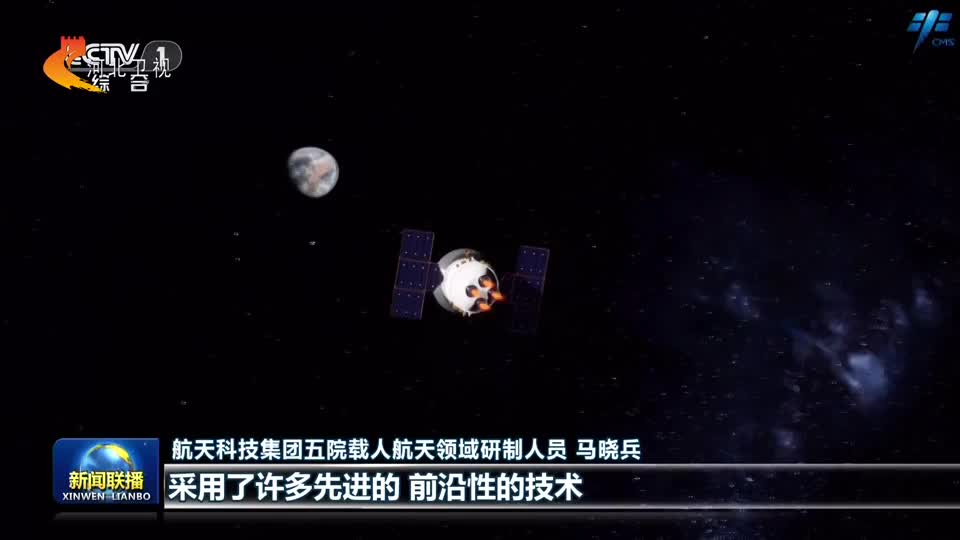 CCTV 1
河北卫视
综合
CMS
航天科技集团五院载人航天领域研制人员 马晓兵
新闻联播
XINWEN-LIANBO
采用了许多先进的 前沿性的技术